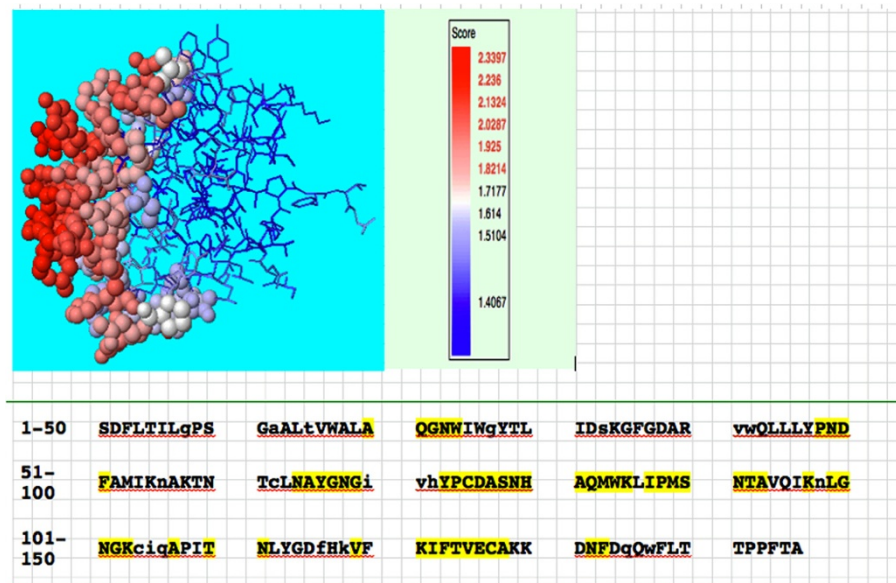 Score
2.3397
2.236
2.1324
2.0287
1.925
1.8214
1.7177
1.614
1.5104
1.4067
1-50 SDFLTILgPS GaALtVWALA QGNWIWgYTL IDsKGFGDAR vwQLLLYPND
51-100 FAMIKnAKTN TcLNAYGNGi vhYPCDASNH AQMWKLIPMS NTAVQIKnLG
101-150 NGKciqAPIT NLYGDfHkVF KIFTVECAKK DNFDqQwFLT TPPFTA